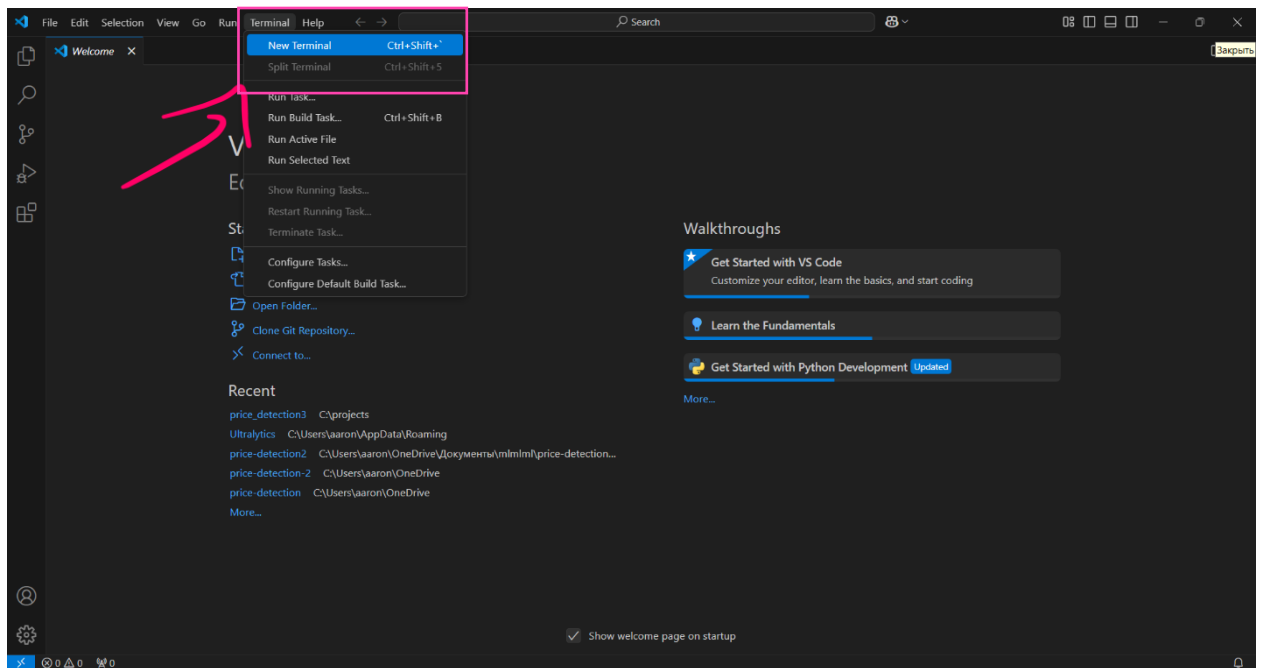 File Edit Selection View Go Run Terminal Help Search
Welcome
Закрыть
New Terminal Ctrl+Shift+`
Split Terminal Ctrl+Shift+5
Run Task...
Run Build Task... Ctrl+Shift+B
Run Active File
Run Selected Text
Show Running Tasks...
Restart Running Task...
Terminate Task...
Configure Tasks...
Configure Default Build Task...
Open Folder...
Clone Git Repository...
Connect to...
Recent
price_detection3 C:\projects
Ultralytics C:\Users\aaron\AppData\Roaming
price-detection2 C:\Users\aaron\OneDrive\Документы\mlmlml\price-detection...
price-detection-2 C:\Users\aaron\OneDrive
price-detection C:\Users\aaron\OneDrive
More...
Walkthroughs
Get Started with VS Code
Customize your editor, learn the basics, and start coding
Learn the Fundamentals
Get Started with Python Development Updated
More...
Show welcome page on startup
0 0 0